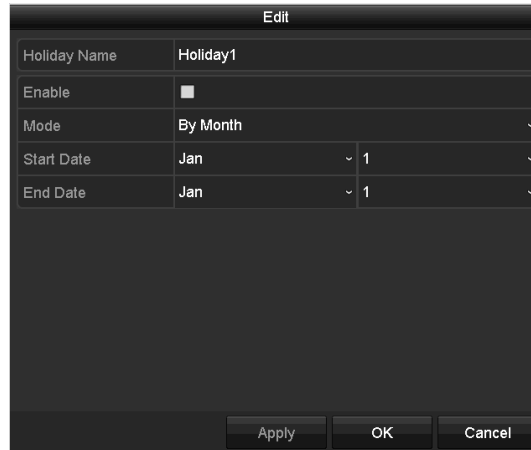 Edit
Holiday Name Holiday1
Enable
Mode By Month
Start Date Jan 1
End Date Jan 1
Apply OK Cancel